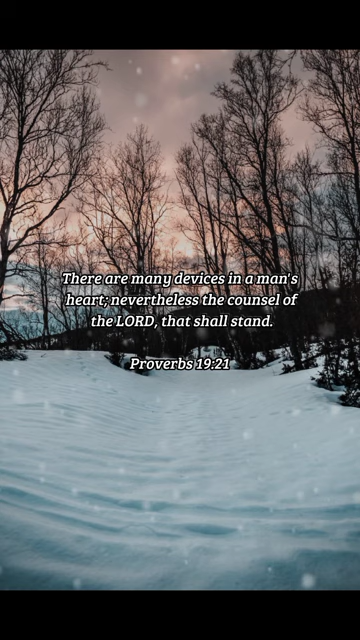 There are many devices in a man's
heart; nevertheless the counsel of
the LORD, that shall stand.
Proverbs 19:21